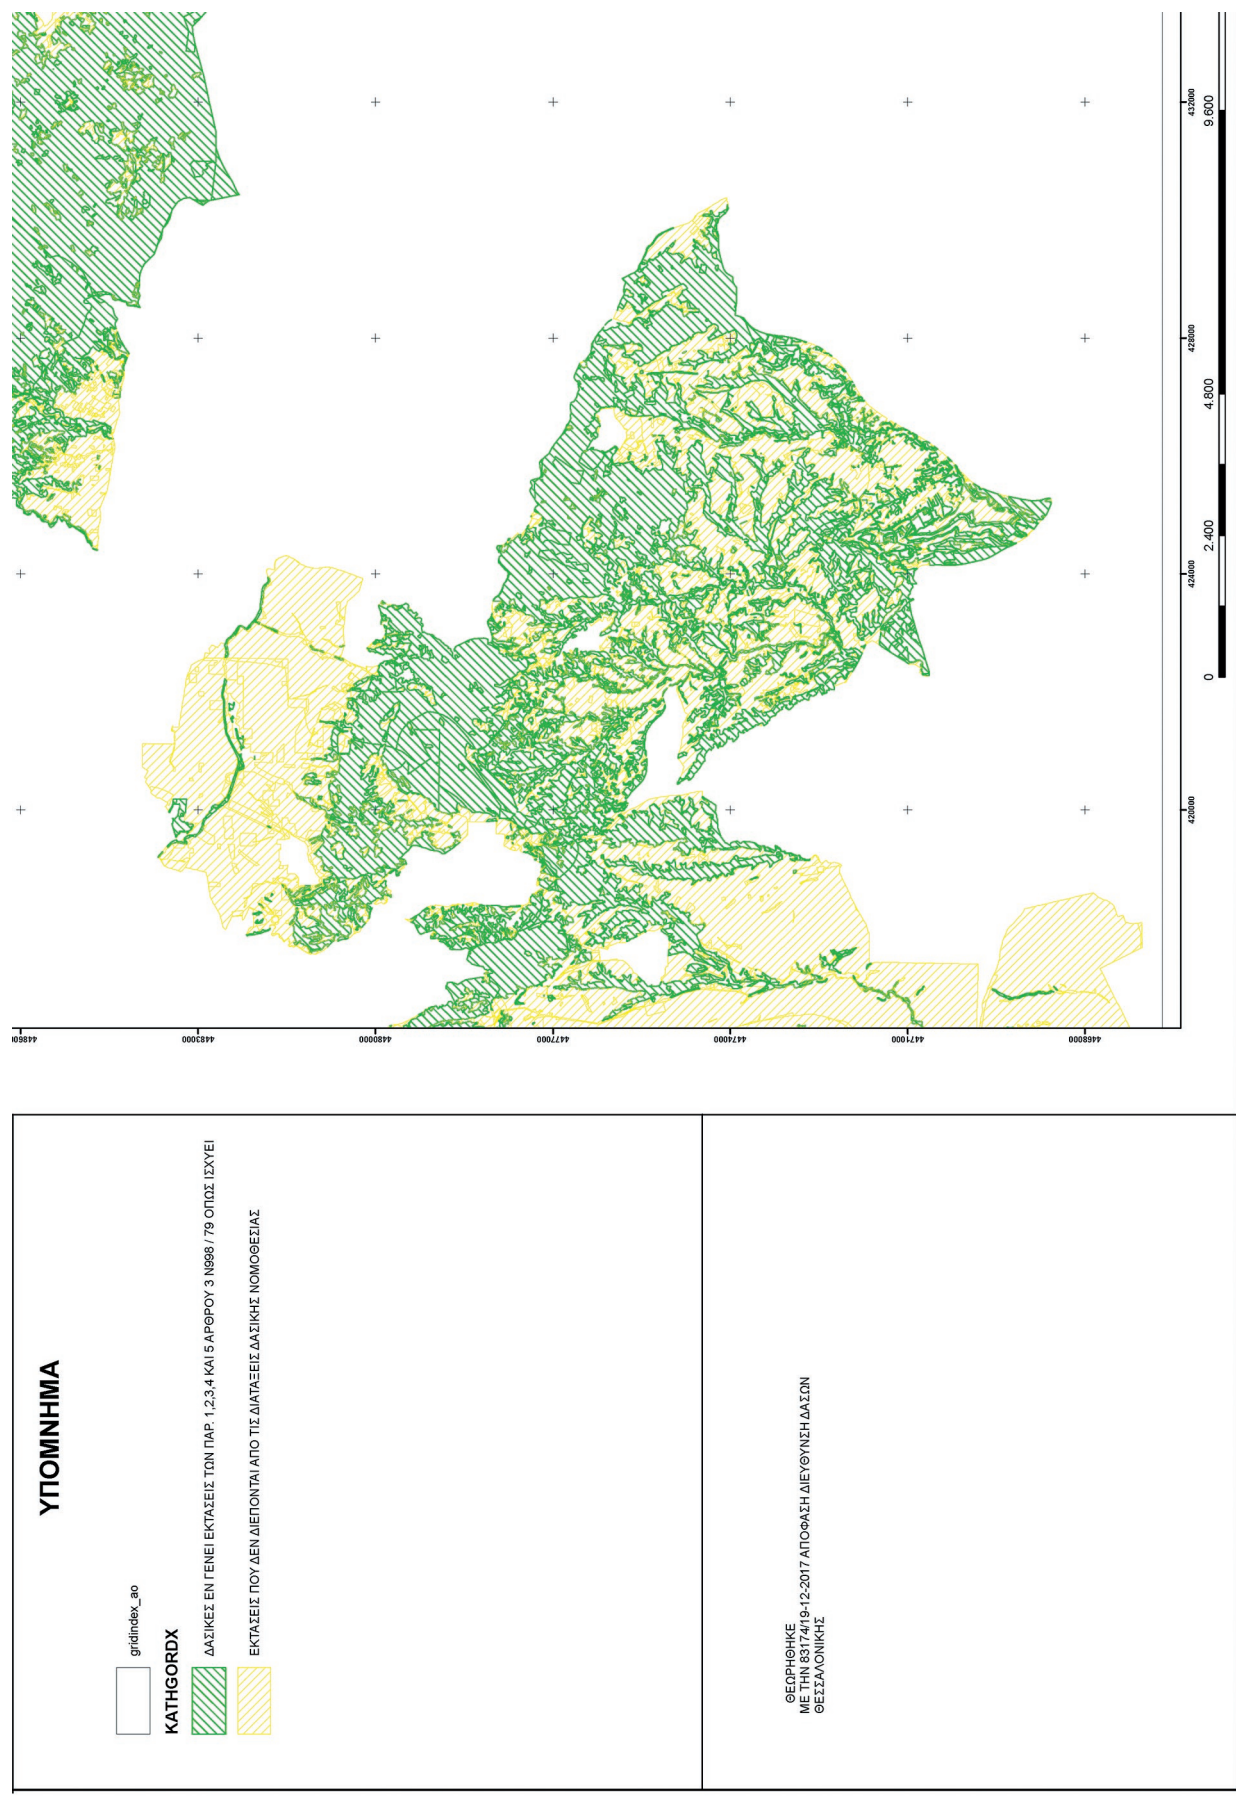 432000
428000
424000
420000
9.600
4.800
2.400
0
4486000
4483000
4480000
4477000
4474000
4471000
4468000
ΥΠΟΜΝΗΜΑ
gridindex_ao
KATHGORDX
ΔΑΣΙΚΕΣ ΕΝ ΓΕΝΕΙ ΕΚΤΑΣΕΙΣ ΤΩΝ ΠΑΡ. 1,2,3,4 ΚΑΙ 5 ΑΡΘΡΟΥ 3 Ν998 / 79 ΟΠΩΣ ΙΣΧΥΕΙ
ΕΚΤΑΣΕΙΣ ΠΟΥ ΔΕΝ ΔΙΕΠΟΝΤΑΙ ΑΠΟ ΤΙΣ ΔΙΑΤΑΞΕΙΣ ΔΑΣΙΚΗΣ ΝΟΜΟΘΕΣΙΑΣ
ΘΕΩΡΗΘΗΚΕ
ΜΕ ΤΗΝ 83174/19-12-2017 ΑΠΟΦΑΣΗ ΔΙΕΥΘΥΝΣΗ ΔΑΣΩΝ
ΘΕΣΣΑΛΟΝΙΚΗΣ